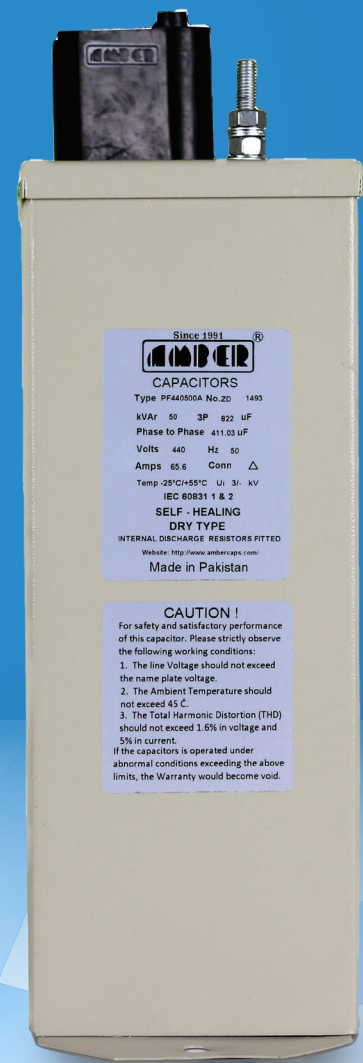 AMBER
Since 1991
AMBER ®
CAPACITORS
Type PF440500A No.ZD 1493
kVAr 50 3P 822 uF
Phase to Phase 411.03 uF
Volts 440 Hz 50
Amps 65.6 Conn Δ
Temp -25°C/+55°C Ui 3/- kV
IEC 60831 1 & 2
SELF - HEALING
DRY TYPE
INTERNAL DISCHARGE RESISTORS FITTED
Website: http://www.ambercaps.com/
Made in Pakistan
CAUTION !
For safety and satisfactory performance
of this capacitor. Please strictly observe
the following working conditions:
1. The line Voltage should not exceed
the name plate voltage.
2. The Ambient Temperature should
not exceed 45 C̊.
3. The Total Harmonic Distortion (THD)
should not exceed 1.6% in voltage and
5% in current.
If the capacitors is operated under
abnormal conditions exceeding the above
limits, the Warranty would become void.